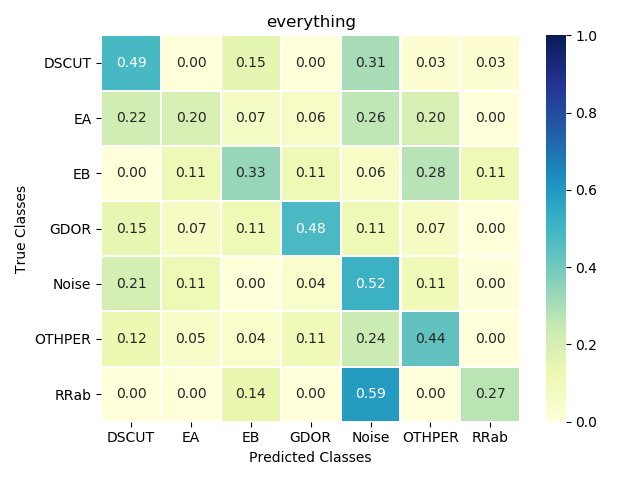 everything
DSCUT 0.49 0.00 0.15 0.00 0.31 0.03 0.03
EA 0.22 0.20 0.07 0.06 0.26 0.20 0.00
EB 0.00 0.11 0.33 0.11 0.06 0.28 0.11
GDOR 0.15 0.07 0.11 0.48 0.11 0.07 0.00
Noise 0.21 0.11 0.00 0.04 0.52 0.11 0.00
OTHPER 0.12 0.05 0.04 0.11 0.24 0.44 0.00
RRab 0.00 0.00 0.14 0.00 0.59 0.00 0.27
DSCUT EA EB GDOR Noise OTHPER RRab
Predicted Classes
True Classes
1.0
0.8
0.6
0.4
0.2
0.0